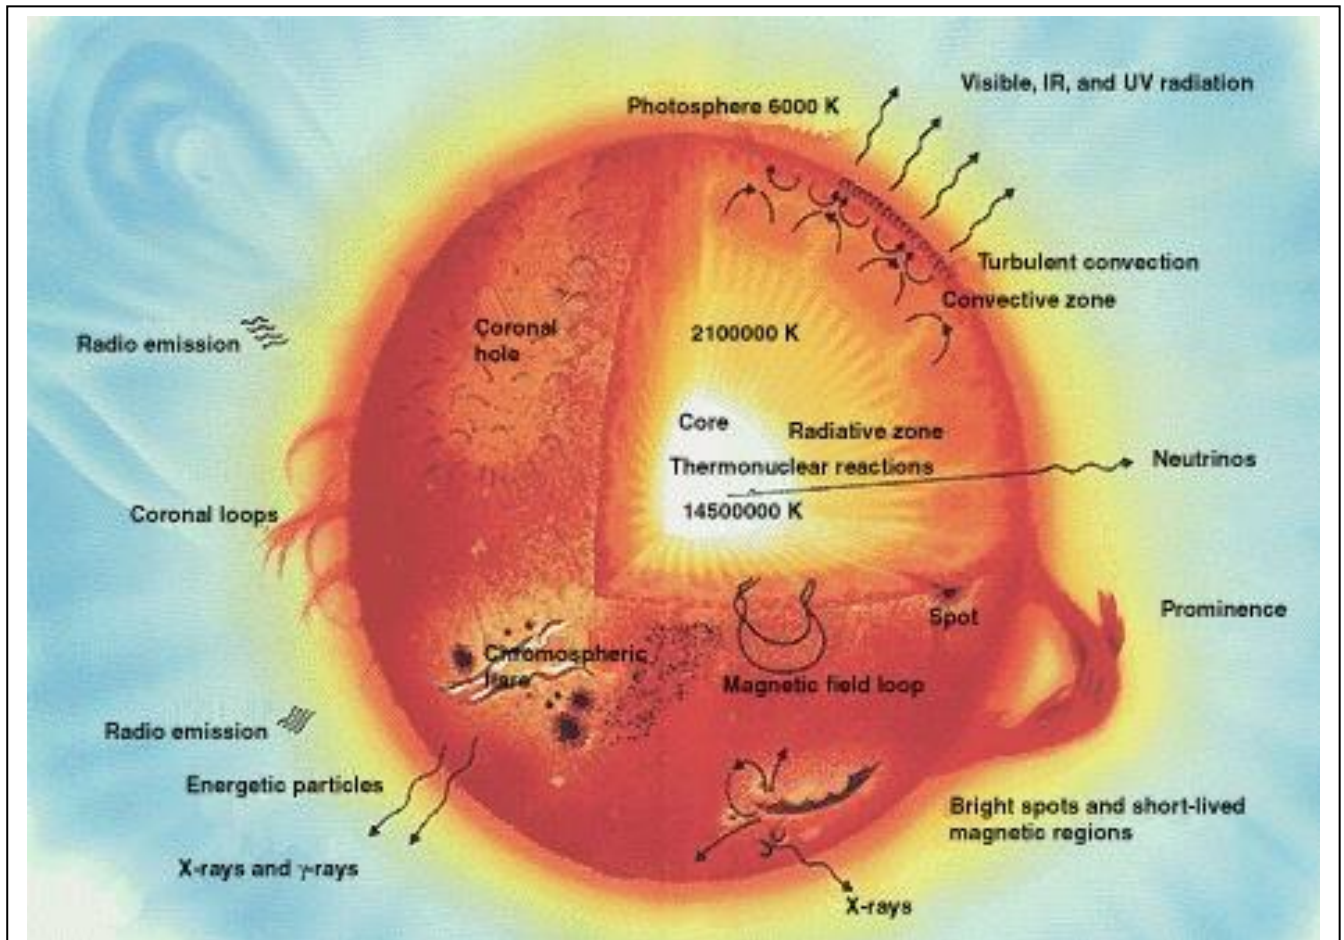 Visible, IR, and UV radiation
Photosphere 6000 K
Turbulent convection
Convective zone
Coronal
hole
2100000 K
Radio emission
Core
Radiative zone
Thermonuclear reactions
Neutrinos
14500000 K
Coronal loops
Spot
Prominence
Chromospheric
flare
Magnetic field loop
Radio emission
Energetic particles
Bright spots and short-lived
magnetic regions
X-rays and γ-rays
X-rays